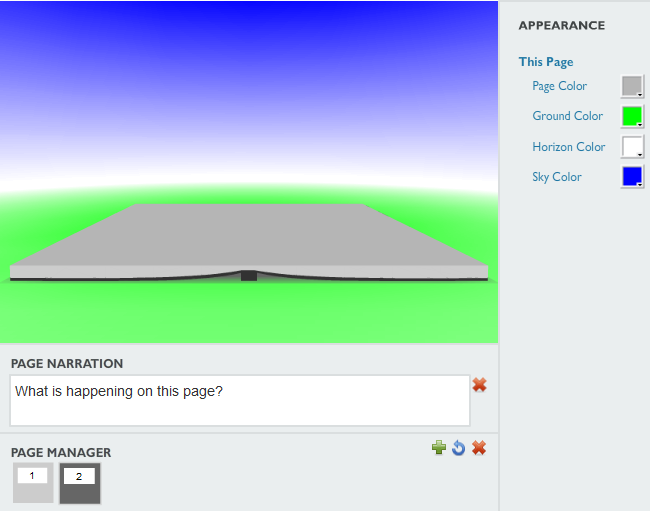 APPEARANCE
This Page
Page Color
Ground Color
Horizon Color
Sky Color
PAGE NARRATION
What is happening on this page?
PAGE MANAGER
1
2